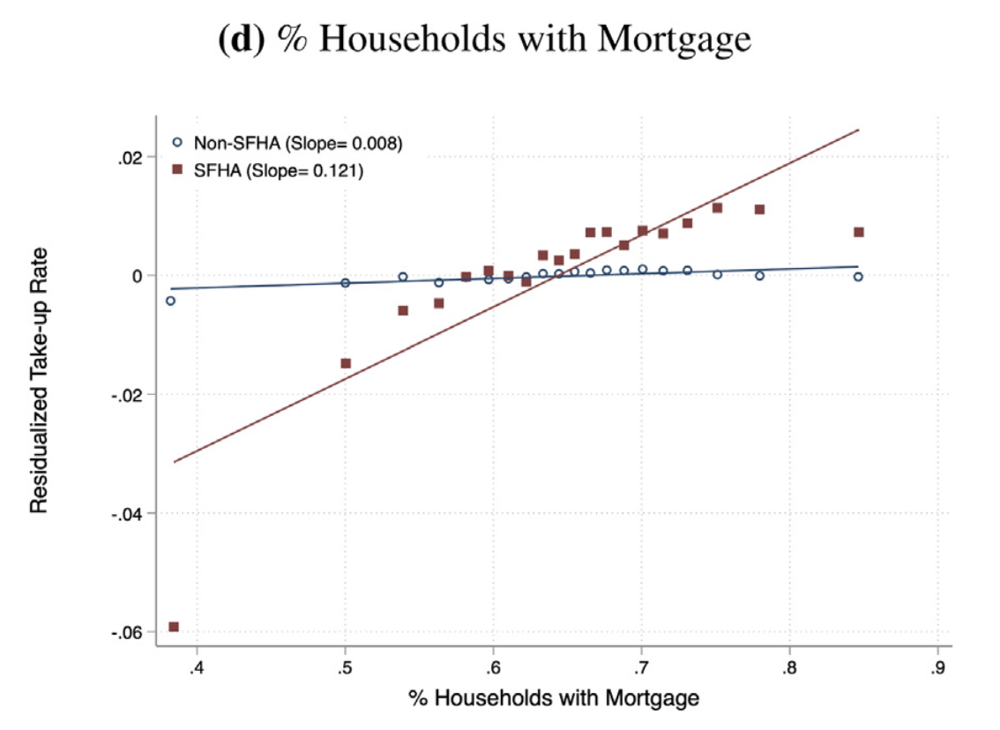 (d) % Households with Mortgage
Non-SFHA (Slope= 0.008)
SFHA (Slope= 0.121)
.02
0
-.02
-.04
-.06
Residualized Take-up Rate
.4 .5 .6 .7 .8 .9
% Households with Mortgage